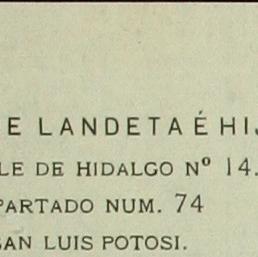 E LANDETA É HIJ
LE DE HIDALGO Nº 14.
PARTADO NUM. 74
SAN LUIS POTOSI.